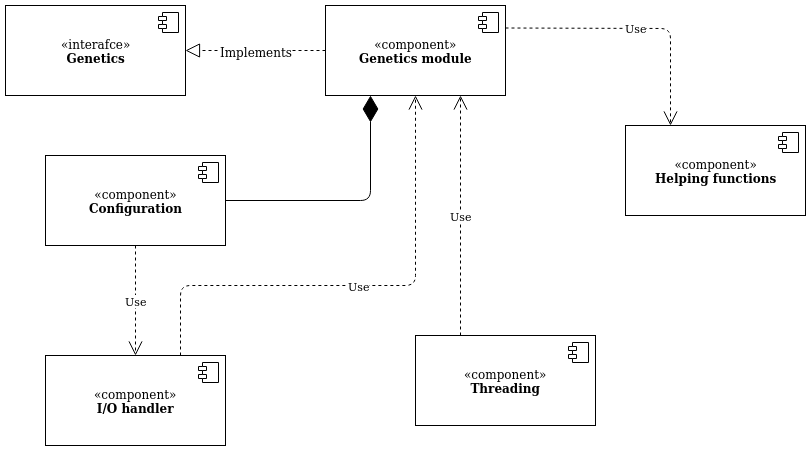 «interafce»
Genetics
Implements
«component»
Genetics module
Use
«component»
Helping functions
«component»
Configuration
Use
Use
Use
«component»
I/O handler
«component»
Threading